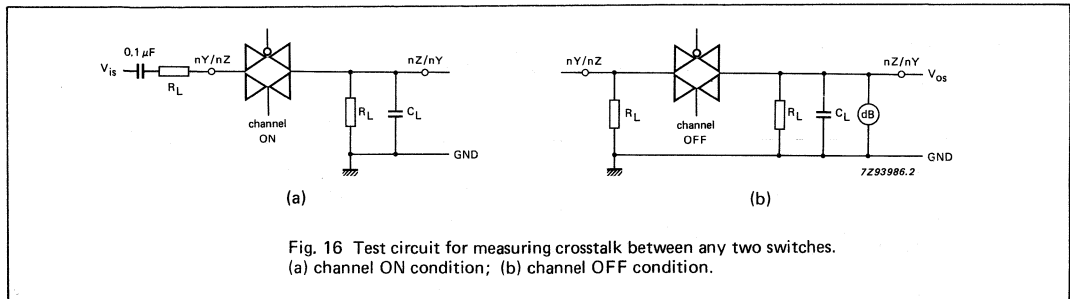 0,1 μF
V_is
R_L
nY/nZ
channel
ON
R_L
C_L
nZ/nY
GND
(a)
nY/nZ
R_L
channel
OFF
R_L
C_L
dB
nZ/nY
V_os
GND
7Z93986.2
(b)
Fig. 16 Test circuit for measuring crosstalk between any two switches.
(a) channel ON condition; (b) channel OFF condition.